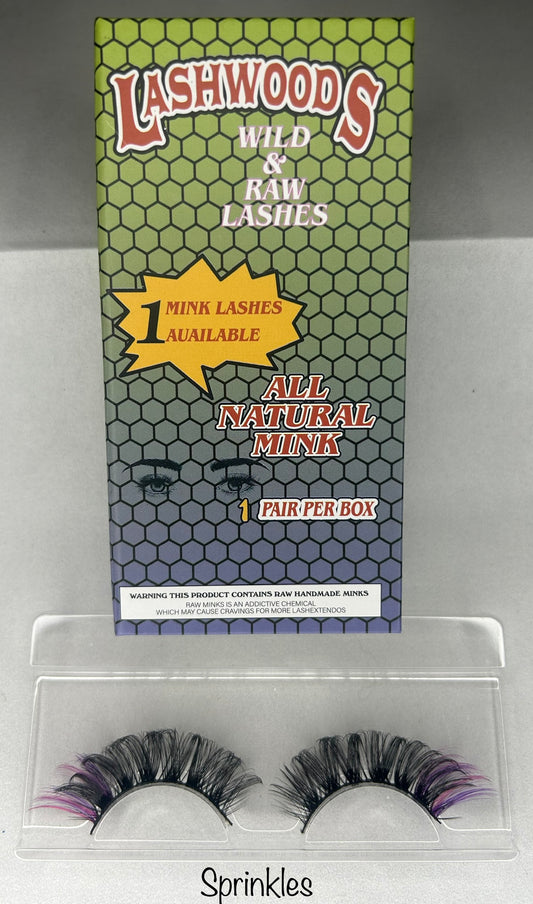 LASHWOODS
WILD
&
RAW
LASHES
1 MINK LASHES
AUAILABLE
ALL
NATURAL
MINK
1 PAIR PER BOX
WARNING THIS PRODUCT CONTAINS RAW HANDMADE MINKS
RAW MINKS IS AN ADDICTIVE CHEMICAL
WHICH MAY CAUSE CRAVINGS FOR MORE LASHEXTENDOS
Sprinkles